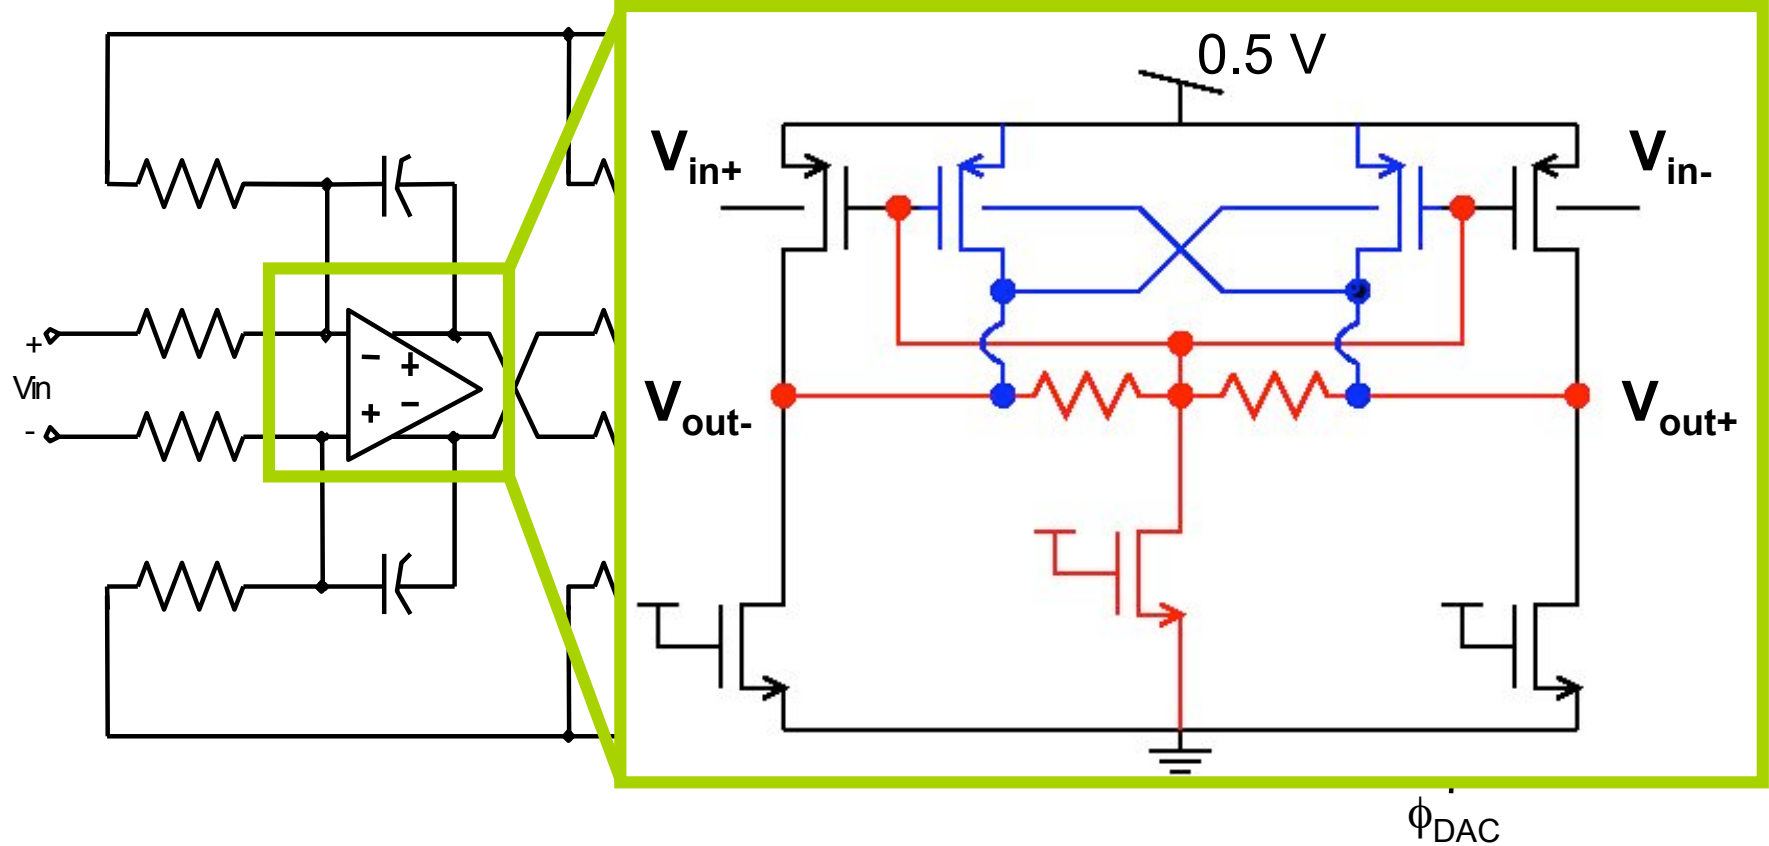 0.5 V
Vin+
Vin-
+
Vin
-
− +
+ −
Vout-
Vout+
ϕDAC